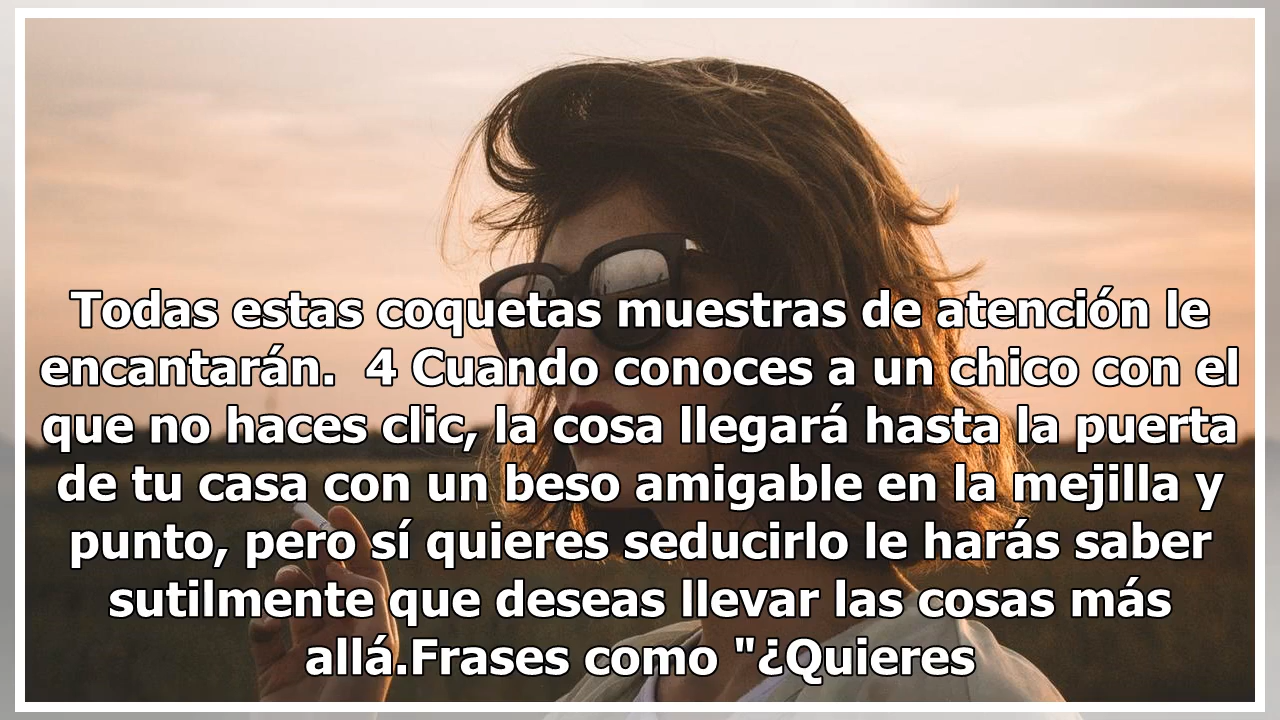 Todas estas coquetas muestras de atención le
encantarán.  4 Cuando conoces a un chico con el
que no haces clic, la cosa llegará hasta la puerta
de tu casa con un beso amigable en la mejilla y
punto, pero sí quieres seducirlo le harás saber
sutilmente que deseas llevar las cosas más
allá.Frases como "¿Quieres